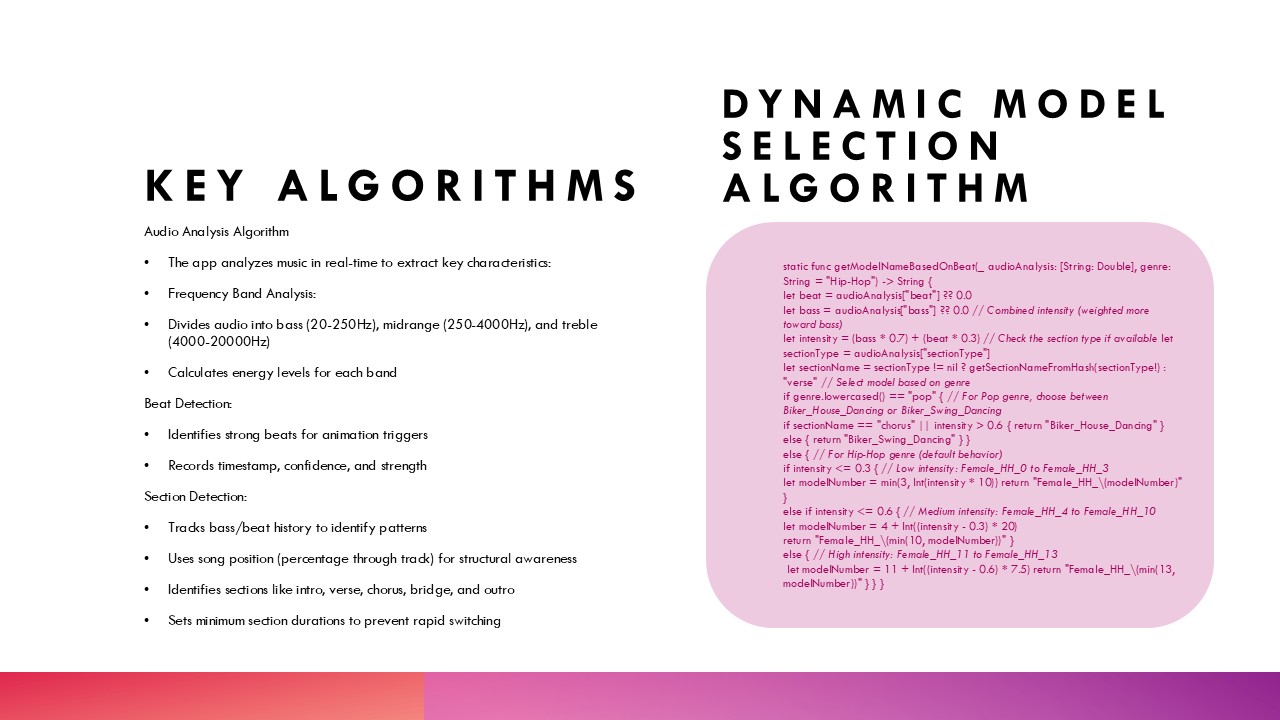 KEY ALGORITHMS
Audio Analysis Algorithm
• The app analyzes music in real-time to extract key characteristics:
• Frequency Band Analysis:
• Divides audio into bass (20-250Hz), midrange (250-4000Hz), and treble
(4000-20000Hz)
• Calculates energy levels for each band
Beat Detection:
• Identifies strong beats for animation triggers
• Records timestamp, confidence, and strength
Section Detection:
• Tracks bass/beat history to identify patterns
• Uses song position (percentage through track) for structural awareness
• Identifies sections like intro, verse, chorus, bridge, and outro
• Sets minimum section durations to prevent rapid switching
DYNAMIC MODEL
SELECTION
ALGORITHM
static func getModelNameBasedOnBeat(_ audioAnalysis: [String: Double], genre:
String = "Hip-Hop") -> String {
let beat = audioAnalysis["beat"] ?? 0.0
let bass = audioAnalysis["bass"] ?? 0.0 // Combined intensity (weighted more
toward bass)
let intensity = (bass * 0.7) + (beat * 0.3) // Check the section type if available let
sectionType = audioAnalysis["sectionType"]
let sectionName = sectionType != nil ? getSectionNameFromHash(sectionType!) :
"verse" // Select model based on genre
if genre.lowercased() == "pop" { // For Pop genre, choose between
Biker_House_Dancing or Biker_Swing_Dancing
if sectionName == "chorus" || intensity > 0.6 { return "Biker_House_Dancing" }
else { return "Biker_Swing_Dancing" } }
else { // For Hip-Hop genre (default behavior)
if intensity <= 0.3 { // Low intensity: Female_HH_0 to Female_HH_3
let modelNumber = min(3, Int(intensity * 10)) return "Female_HH_\(modelNumber)"
}
else if intensity <= 0.6 { // Medium intensity: Female_HH_4 to Female_HH_10
let modelNumber = 4 + Int((intensity - 0.3) * 20)
return "Female_HH_\(min(10, modelNumber))" }
else { // High intensity: Female_HH_11 to Female_HH_13
let modelNumber = 11 + Int((intensity - 0.6) * 7.5) return "Female_HH_\(min(13,
modelNumber))" } } }